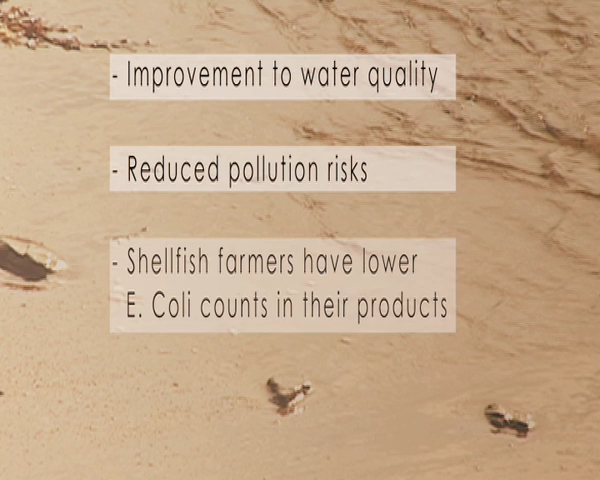 - Improvement to water quality
- Reduced pollution risks
- Shellfish farmers have lower
E. Coli counts in their products